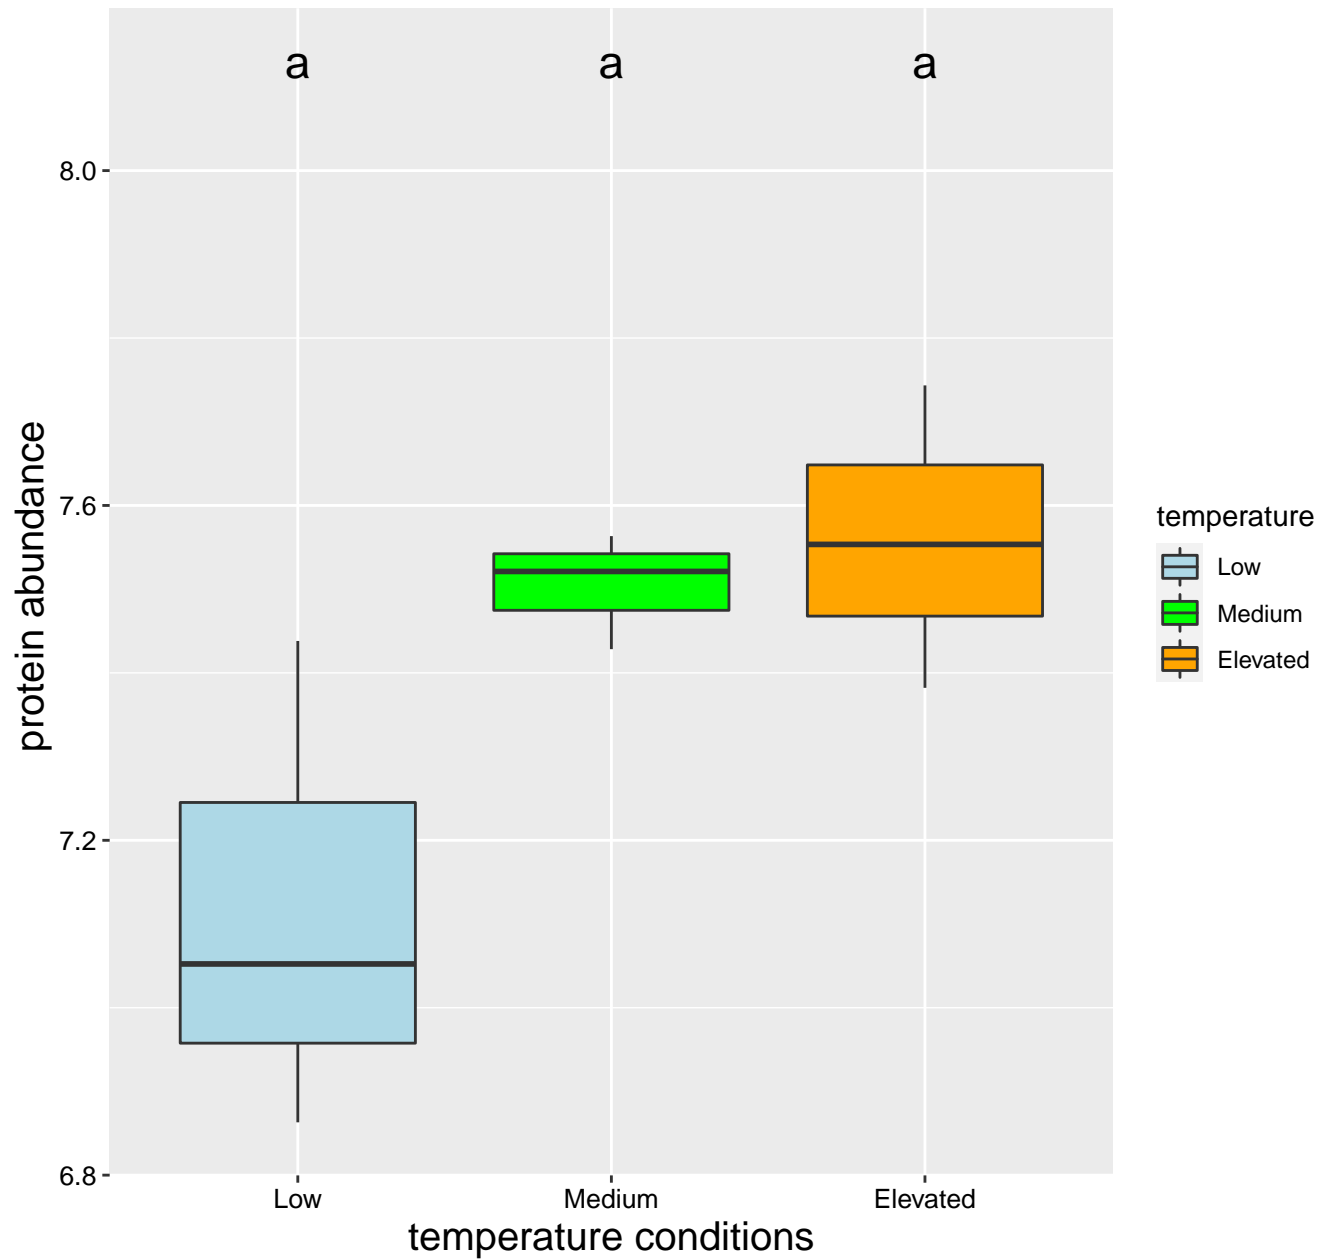 a a a
8.0
7.6
7.2
6.8
protein abundance
Low Medium Elevated
temperature conditions
temperature
Low
Medium
Elevated